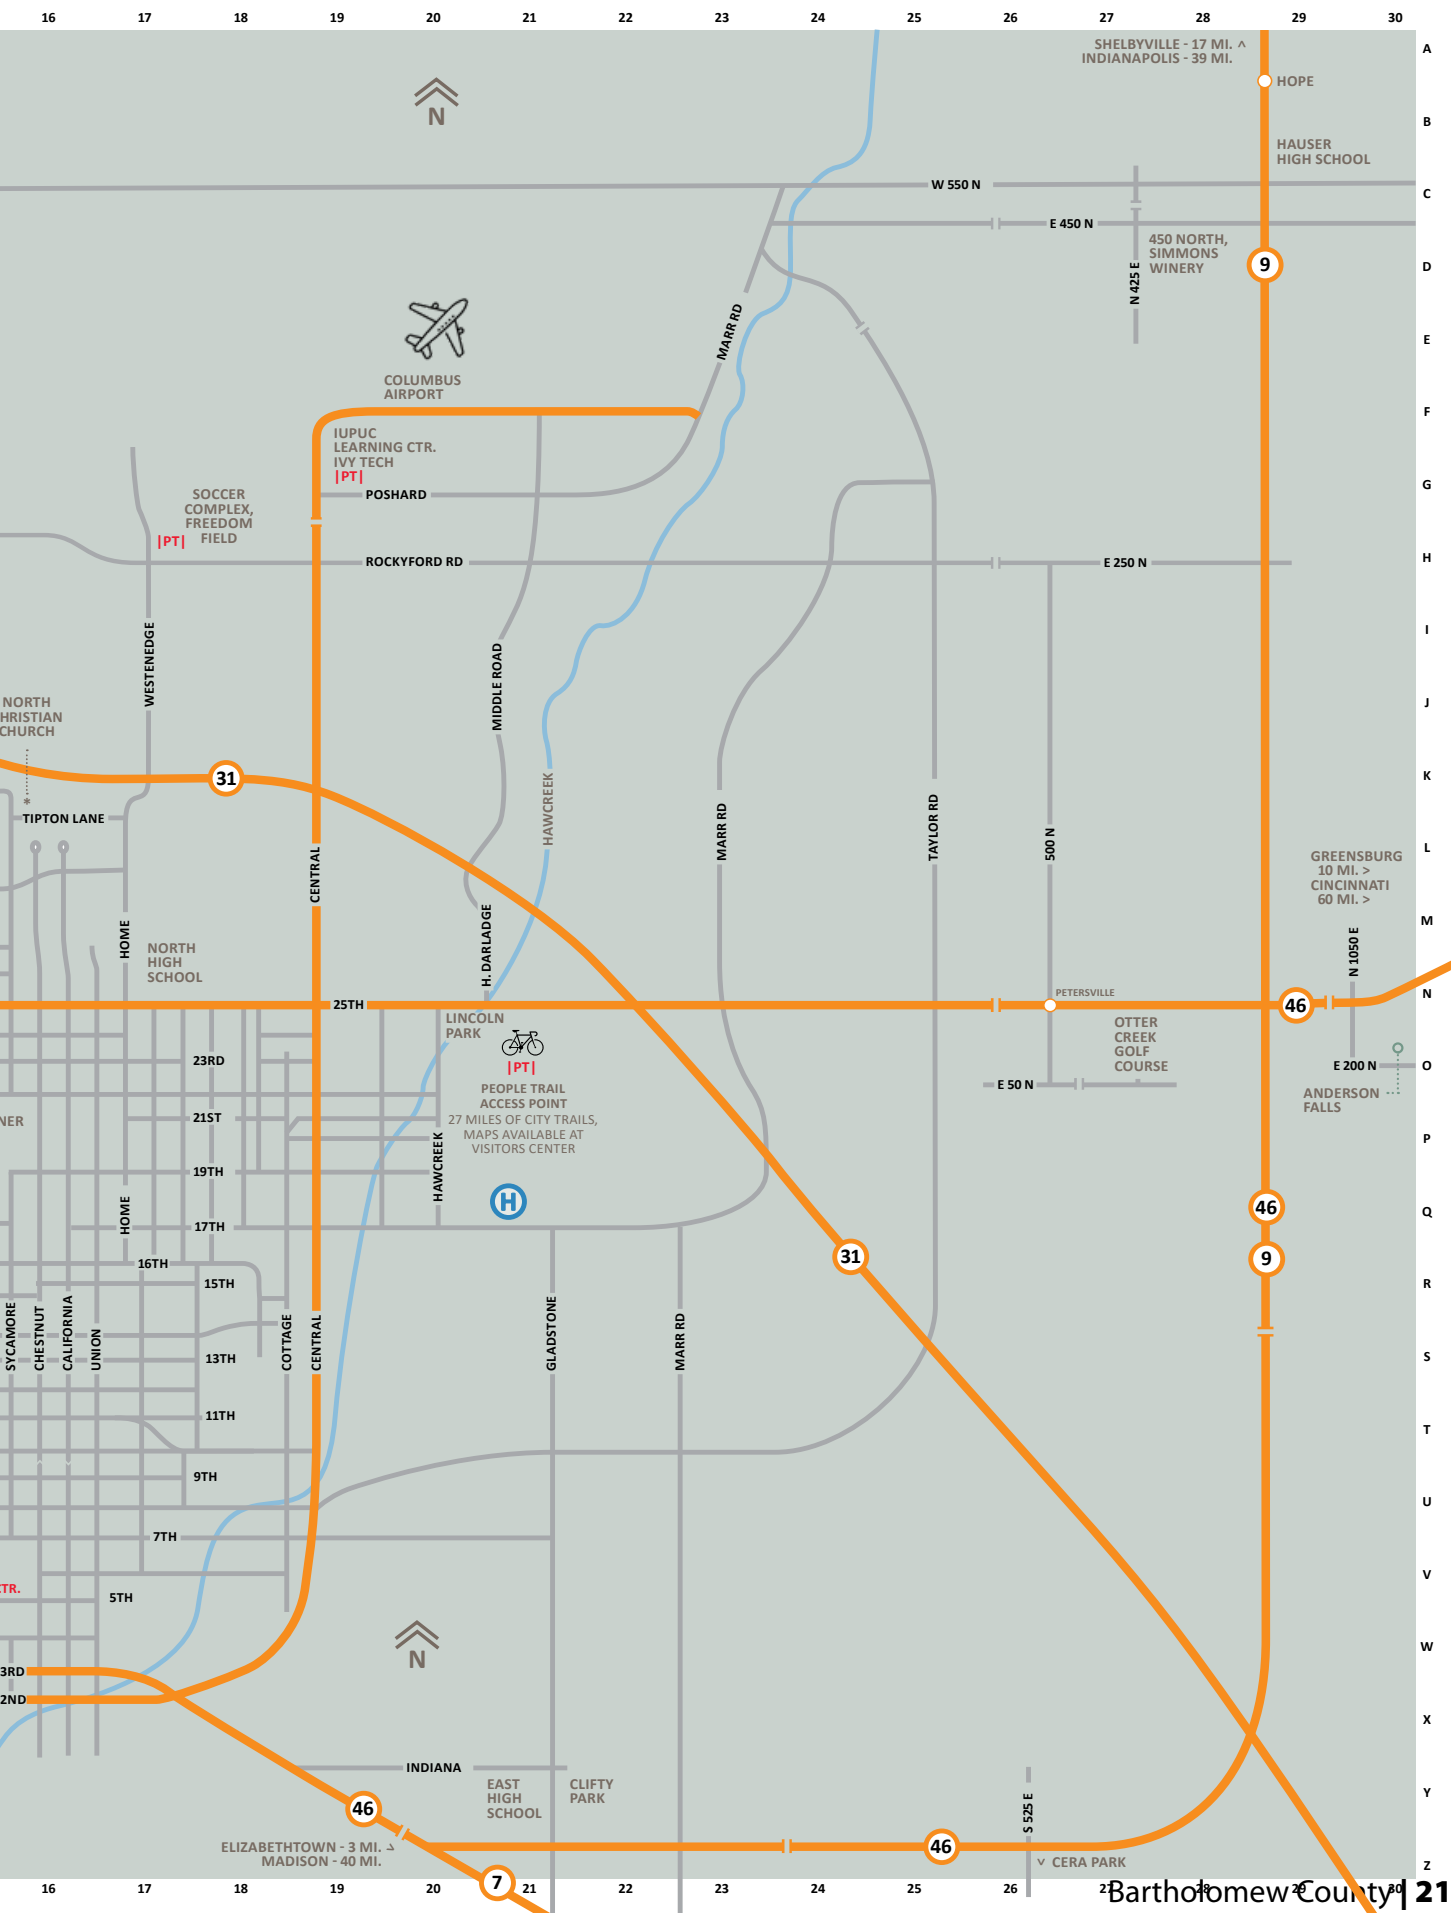 16 17 18 19 20 21 22 23 24 25 26 27 28 29 30
A
SHELBYVILLE - 17 MI. ^
INDIANAPOLIS - 39 MI.
HOPE
N
B
HAUSER
HIGH SCHOOL
W 550 N
C
E 450 N
450 NORTH,
SIMMONS
WINERY
9
D
N 425 E
MARR RD
E
COLUMBUS
AIRPORT
F
IUPUC
LEARNING CTR.
IVY TECH
|PT|
G
POSHARD
SOCCER
COMPLEX,
FREEDOM
FIELD
|PT|
ROCKYFORD RD
E 250 N
H
I
WESTENEDGE
MIDDLE ROAD
NORTH
HRISTIAN
CHURCH
J
31
K
*
TIPTON LANE
HAWCREEK
MARR RD
TAYLOR RD
500 N
L
CENTRAL
GREENSBURG
10 MI. >
CINCINNATI
60 MI. >
M
HOME
NORTH
HIGH
SCHOOL
H. DARLADGE
N 1050 E
PETERSVILLE
N
25TH
46
LINCOLN
PARK
OTTER
CREEK
GOLF
COURSE
23RD
|PT|
E 200 N
O
E 50 N
PEOPLE TRAIL
ACCESS POINT
27 MILES OF CITY TRAILS,
MAPS AVAILABLE AT
VISITORS CENTER
ANDERSON
FALLS
NER
21ST
P
19TH
HAWCREEK
H
46
Q
HOME
17TH
31
9
16TH
R
15TH
SYCAMORE
CHESTNUT
CALIFORNIA
UNION
COTTAGE
CENTRAL
GLADSTONE
MARR RD
13TH
S
11TH
T
9TH
U
7TH
V
TR.
5TH
W
N
3RD
2ND
X
INDIANA
EAST
HIGH
SCHOOL
CLIFTY
PARK
Y
S 525 E
46
ELIZABETHTOWN - 3 MI. >
MADISON - 40 MI.
46
v CERA PARK
Z
7
16 17 18 19 20 21 22 23 24 25 26 27 28 29 30
Bartholomew County | 21